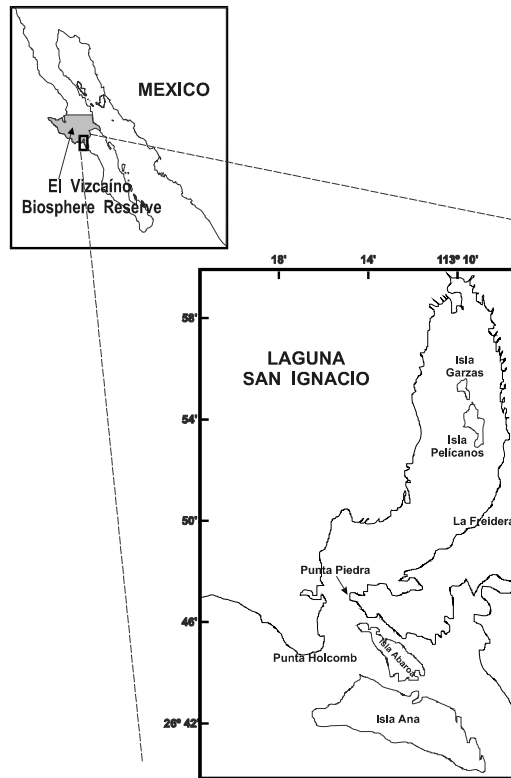 MEXICO
El Vizcaíno
Biosphere Reserve
18'
14'
113° 10'
58'
LAGUNA
SAN IGNACIO
Isla
Garzas
54'
Isla
Pelícanos
50'
La Freidera
Punta Piedra
46'
Punta Holcomb
Isla Abaroa
Isla Ana
26° 42'